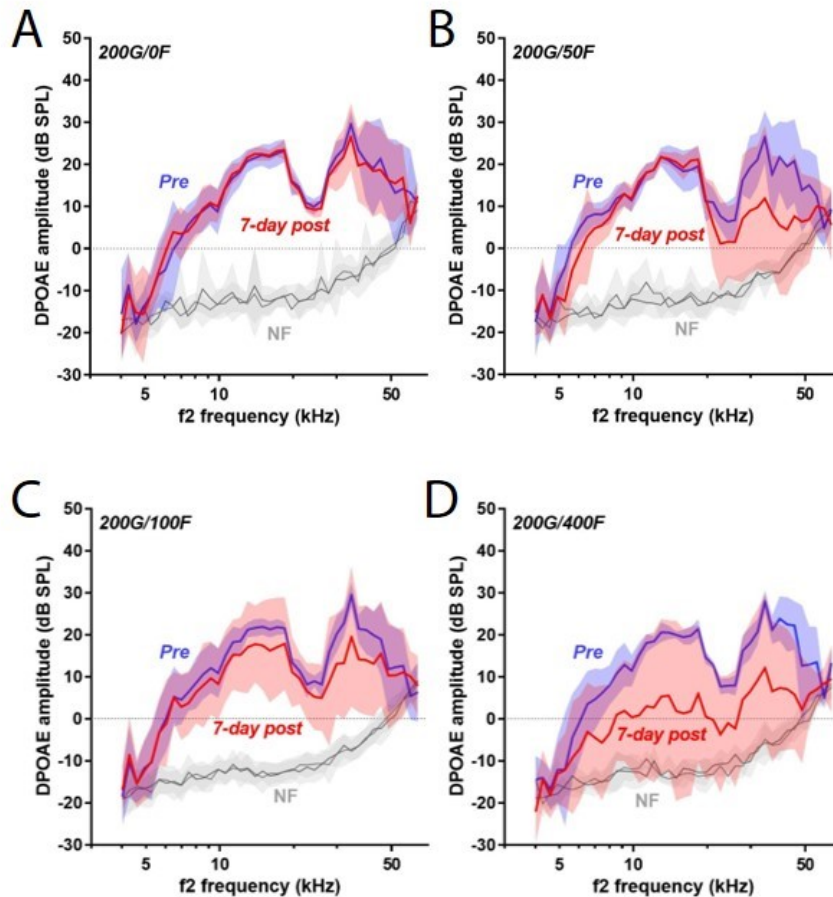 A
200G/0F
DPOAE amplitude (dB SPL)
50
40
30
20
10
0
-10
-20
-30
Pre
7-day post
NF
5
10
50
f2 frequency (kHz)
B
200G/50F
DPOAE amplitude (dB SPL)
50
40
30
20
10
0
-10
-20
-30
Pre
7-day post
NF
5
10
50
f2 frequency (kHz)
C
200G/100F
DPOAE amplitude (dB SPL)
50
40
30
20
10
0
-10
-20
-30
Pre
7-day post
NF
5
10
50
f2 frequency (kHz)
D
200G/400F
DPOAE amplitude (dB SPL)
50
40
30
20
10
0
-10
-20
-30
Pre
7-day post
NF
5
10
50
f2 frequency (kHz)